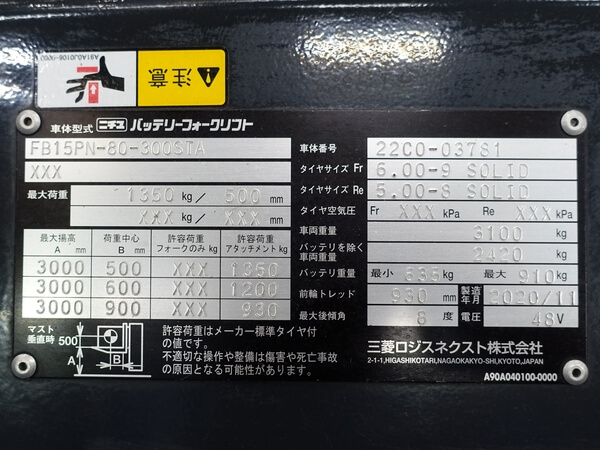 A91A0J0108-0000
注意
車体型式 ニチユ バッテリーフォークリフト
FB15PN-80-300STA
XXX
最大荷重 1350 kg / 500 mm
XXX kg / XXX mm
最大揚高 A mm 荷重中心 B mm 許容荷重 フォークのみ kg 許容荷重 アタッチメント kg
3000 500 XXX 1350
3000 600 XXX 1200
3000 900 XXX 930
マスト垂直時 500 A B
許容荷重はメーカー標準タイヤ付
の値です。
不適切な操作や整備は傷害や死亡事故
の原因となる可能性があります。
車体番号 22C0-03781
タイヤサイズ Fr 6.00-9 SOLID
タイヤサイズ Re 5.00-8 SOLID
タイヤ空気圧 Fr XXX kPa Re XXX kPa
車両重量 3100 kg
バッテリを除く
車両重量 2420 kg
バッテリ重量 最小 635 kg 最大 910 kg
前輪トレッド 930 mm 製造年月 2020/11
最大後傾角 8 度 電圧 48 V
三菱ロジスネクスト株式会社
2-1-1,HIGASHIKOTARI,NAGAOKAKYO-SHI,KYOTO,JAPAN
A90A040100-0000